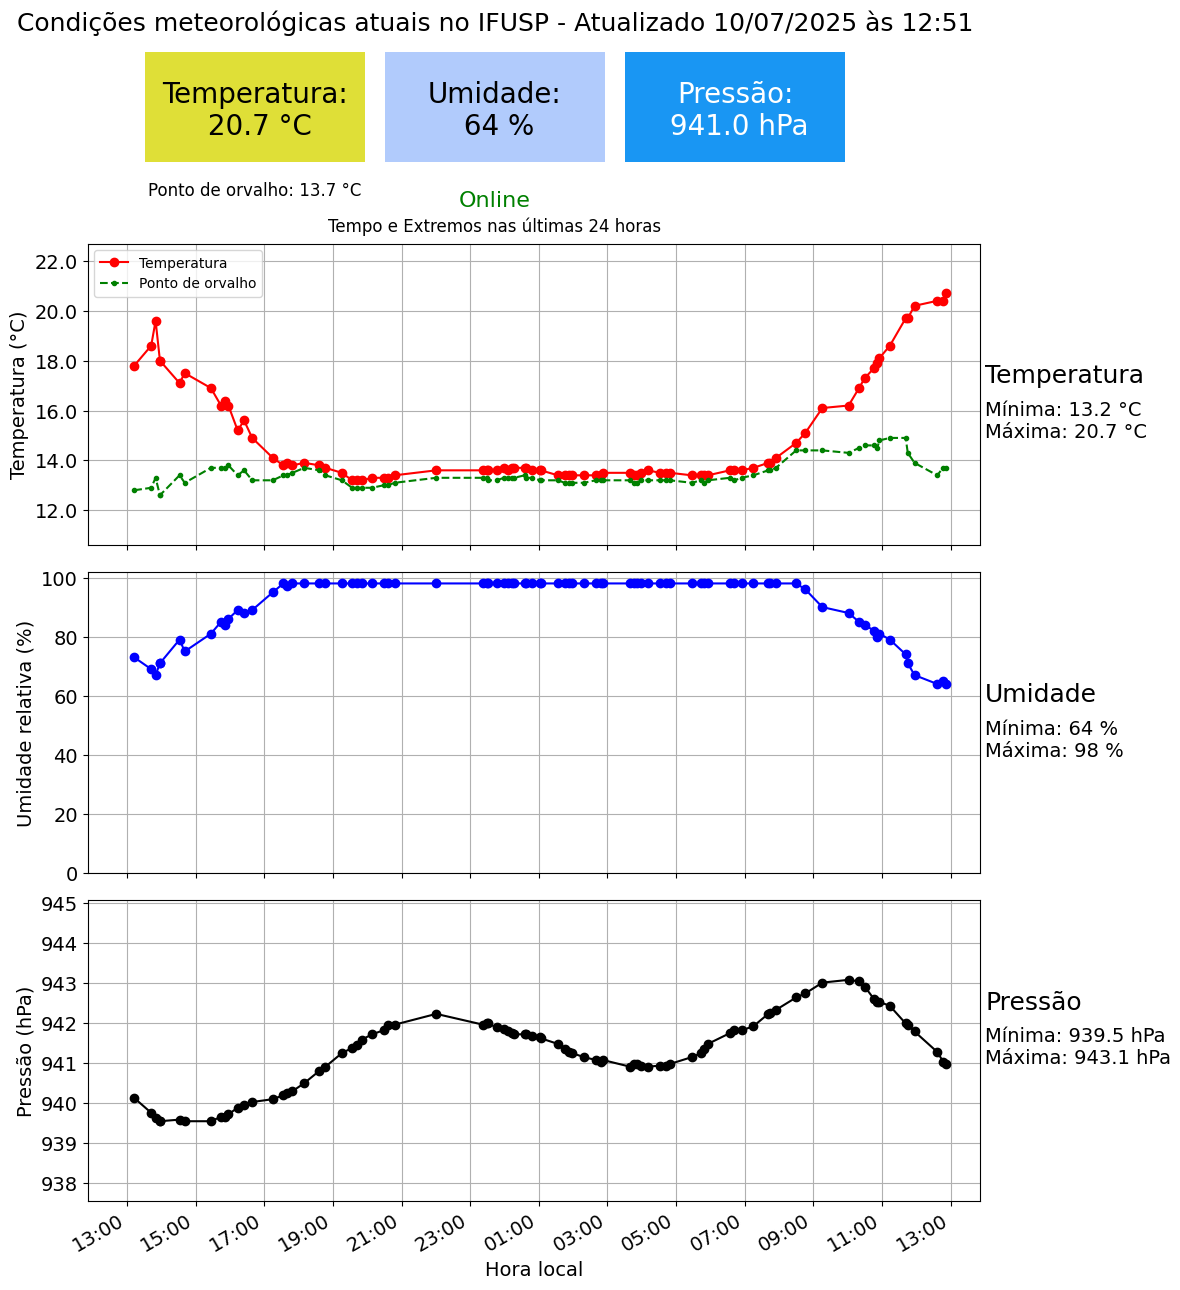 Condições meteorológicas atuais no IFUSP - Atualizado 10/07/2025 às 12:51
Temperatura:
20.7 °C
Umidade:
64 %
Pressão:
941.0 hPa
Ponto de orvalho: 13.7 °C
Online
Tempo e Extremos nas últimas 24 horas
Temperatura (°C)
22.0
20.0
18.0
16.0
14.0
12.0
Temperatura
Ponto de orvalho
Temperatura
Mínima: 13.2 °C
Máxima: 20.7 °C
Umidade relativa (%)
100
80
60
40
20
0
Umidade
Mínima: 64 %
Máxima: 98 %
Pressão (hPa)
945
944
943
942
941
940
939
938
Pressão
Mínima: 939.5 hPa
Máxima: 943.1 hPa
13:00 15:00 17:00 19:00 21:00 23:00 01:00 03:00 05:00 07:00 09:00 11:00 13:00
Hora local